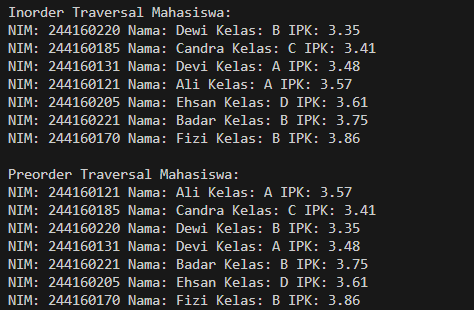 Inorder Traversal Mahasiswa:
NIM: 244160220 Nama: Dewi Kelas: B IPK: 3.35
NIM: 244160185 Nama: Candra Kelas: C IPK: 3.41
NIM: 244160131 Nama: Devi Kelas: A IPK: 3.48
NIM: 244160121 Nama: Ali Kelas: A IPK: 3.57
NIM: 244160205 Nama: Ehsan Kelas: D IPK: 3.61
NIM: 244160221 Nama: Badar Kelas: B IPK: 3.75
NIM: 244160170 Nama: Fizi Kelas: B IPK: 3.86
Preorder Traversal Mahasiswa:
NIM: 244160121 Nama: Ali Kelas: A IPK: 3.57
NIM: 244160185 Nama: Candra Kelas: C IPK: 3.41
NIM: 244160220 Nama: Dewi Kelas: B IPK: 3.35
NIM: 244160131 Nama: Devi Kelas: A IPK: 3.48
NIM: 244160221 Nama: Badar Kelas: B IPK: 3.75
NIM: 244160205 Nama: Ehsan Kelas: D IPK: 3.61
NIM: 244160170 Nama: Fizi Kelas: B IPK: 3.86